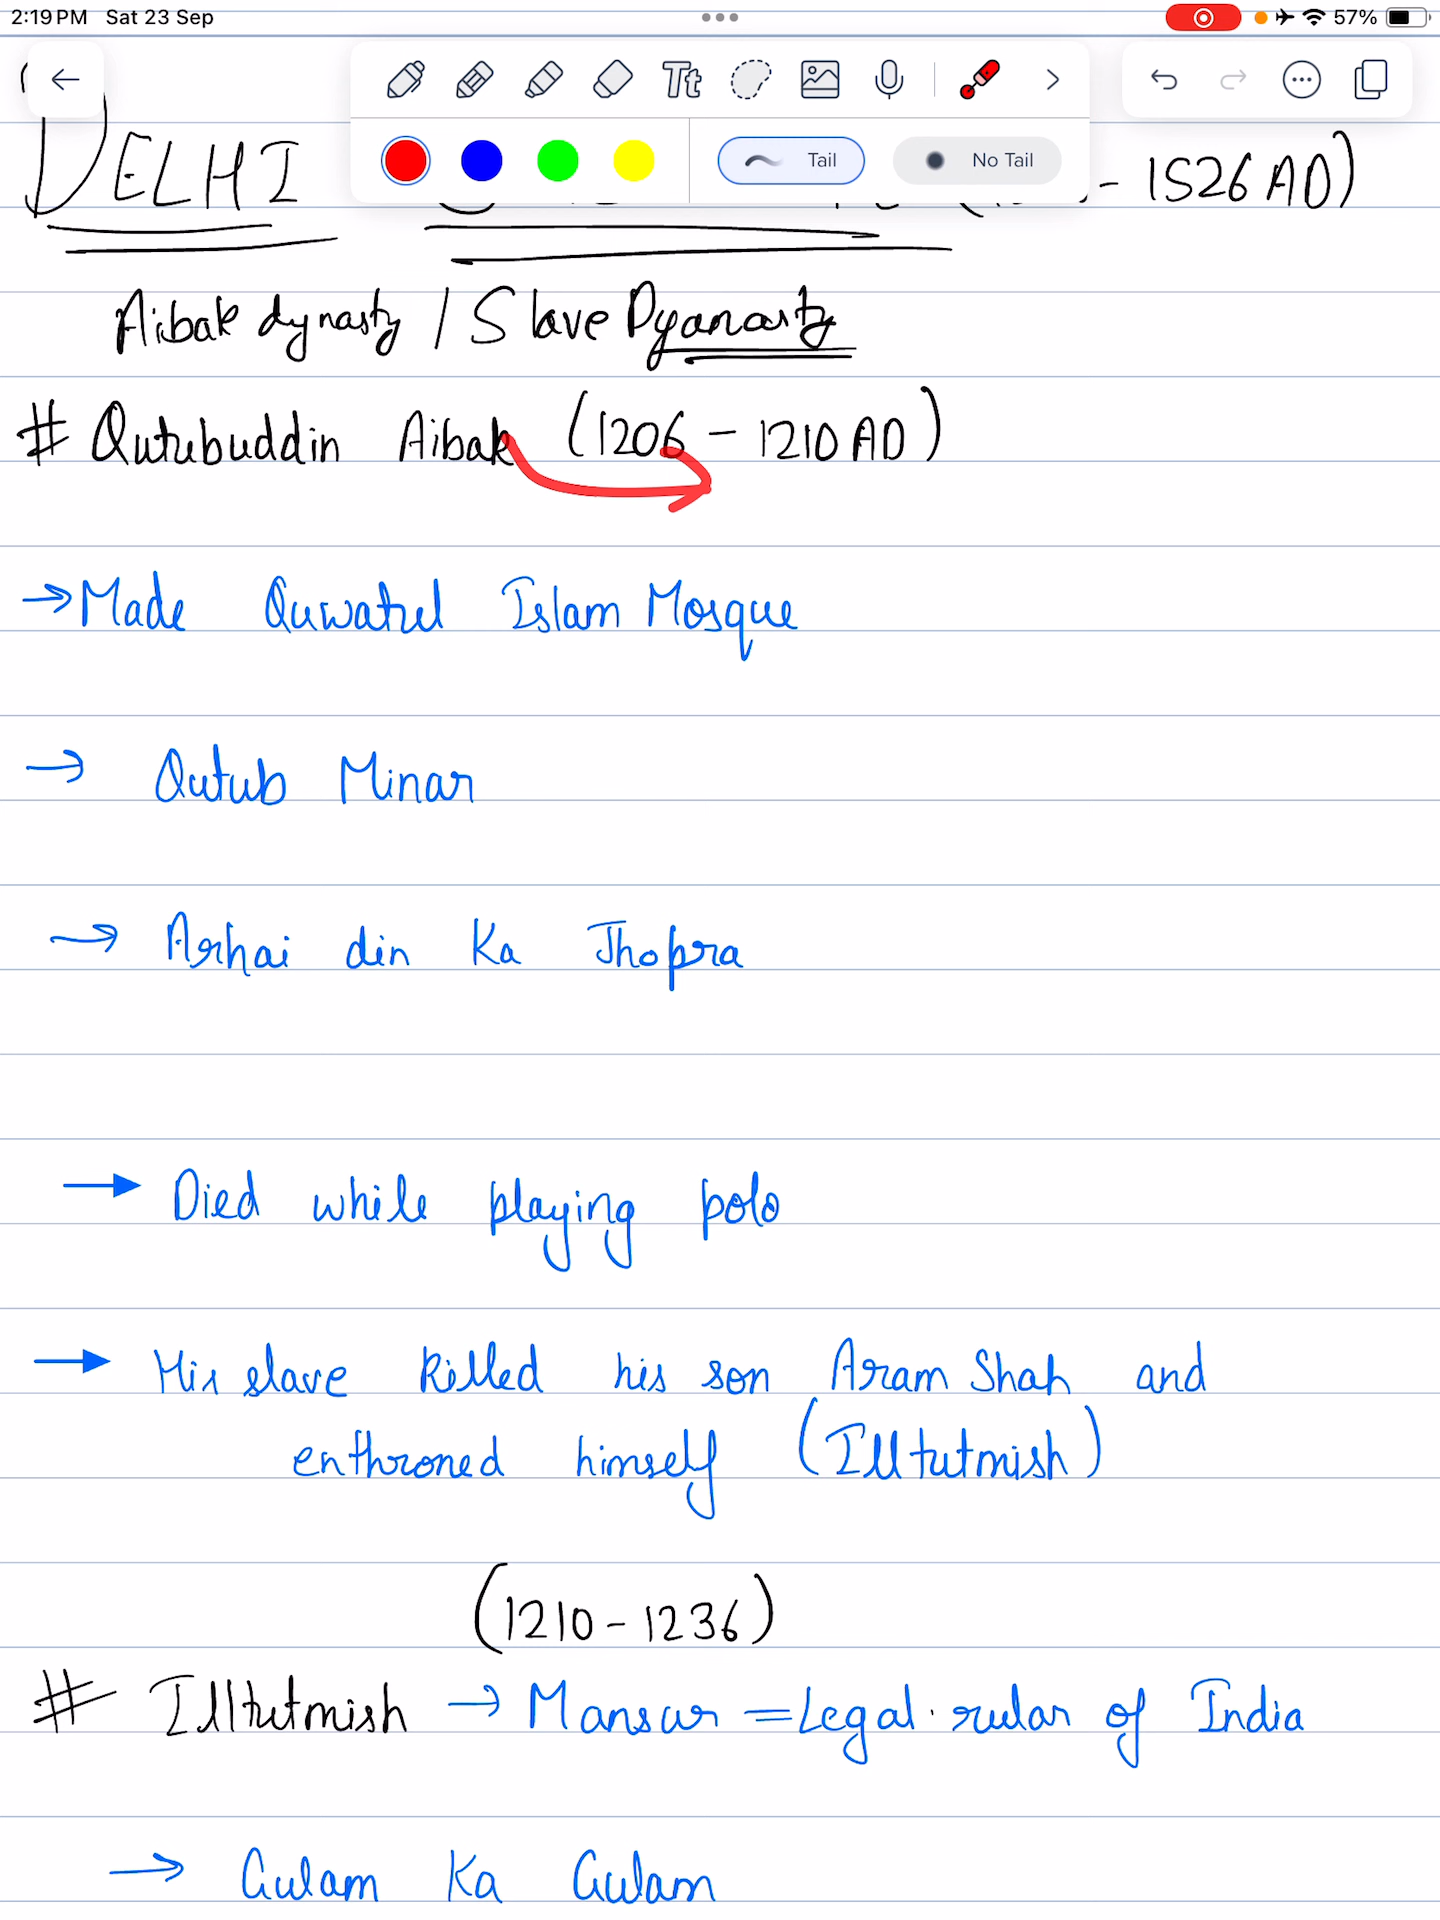 2:19 PM Sat 23 Sep
57%
Tt
Tail
No Tail
DELHI - 1526 AD)
Aibak dynasty / Slave Dyanasty
# Qutubuddin Aibak (1206 - 1210 AD)
→ Made Quwatul Islam Mosque
→ Qutub Minar
→ Arhai din Ka Jhopra
→ Died while playing polo
→ His slave killed his son Aram Shah and
enthroned himself (Illtutmish)
(1210 - 1236)
# Illtutmish → Mansur = Legal. rular of India
→ Gulam Ka Gulam